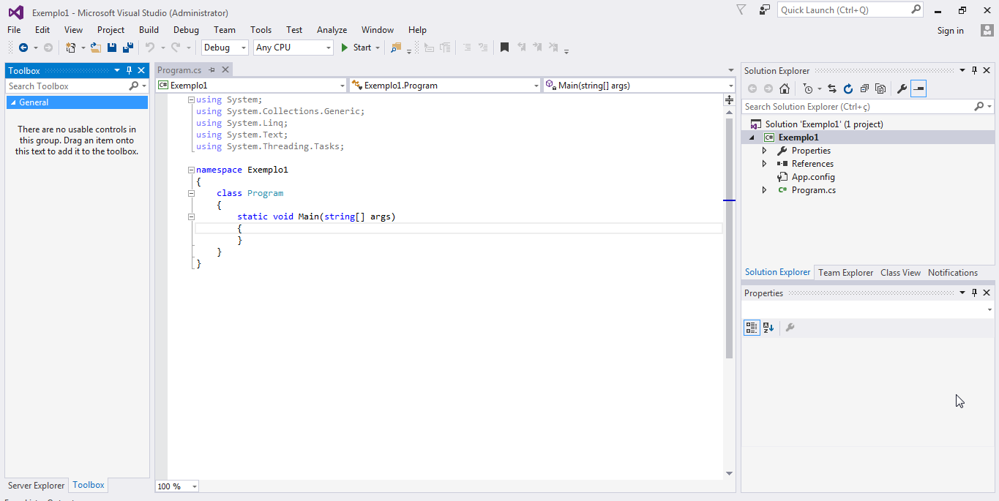 Exemplo1 - Microsoft Visual Studio (Administrator)
Quick Launch (Ctrl+Q)
File Edit View Project Build Debug Team Tools Test Analyze Window Help
Sign in
Debug Any CPU Start
Toolbox
Search Toolbox
General
There are no usable controls in
this group. Drag an item onto
this text to add it to the toolbox.
Server Explorer Toolbox
Program.cs
C# Exemplo1 Exemplo1.Program Main(string[] args)
using System;
using System.Collections.Generic;
using System.Linq;
using System.Text;
using System.Threading.Tasks;
namespace Exemplo1
{
class Program
{
static void Main(string[] args)
{
}
}
}
100 %
Solution Explorer
Search Solution Explorer (Ctrl+ç)
Solution 'Exemplo1' (1 project)
C# Exemplo1
Properties
References
App.config
C# Program.cs
Solution Explorer Team Explorer Class View Notifications
Properties